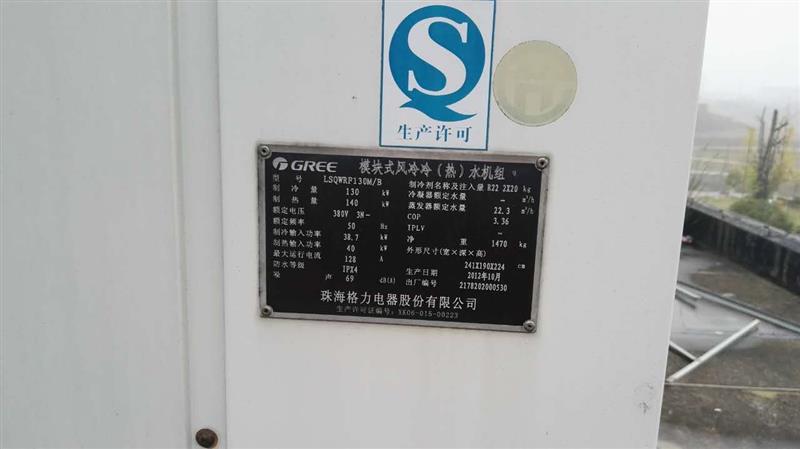 S
生产许可
GREE 模块式风冷冷(热)水机组
型号 LSQWRF130M/B 制冷剂名称及注入量 R22 2X20 kg
制冷量 130 kW 冷凝器额定水量 — m³/h
制热量 140 kW 蒸发器额定水量 22.3 m³/h
额定电压 380V 3N~ COP 3.36
额定频率 50 Hz IPLV —
制冷输入功率 38.7 kW 净重 1470 kg
制热输入功率 40 kW 外形尺寸(宽×深×高)
最大运行电流 128 A 241X190X224 cm
防水等级 IPX4 生产日期 2012年10月
噪声 69 dB(A) 出厂编号 2178202000530
珠海格力电器股份有限公司
生产许可证编号:XK06-015-00223